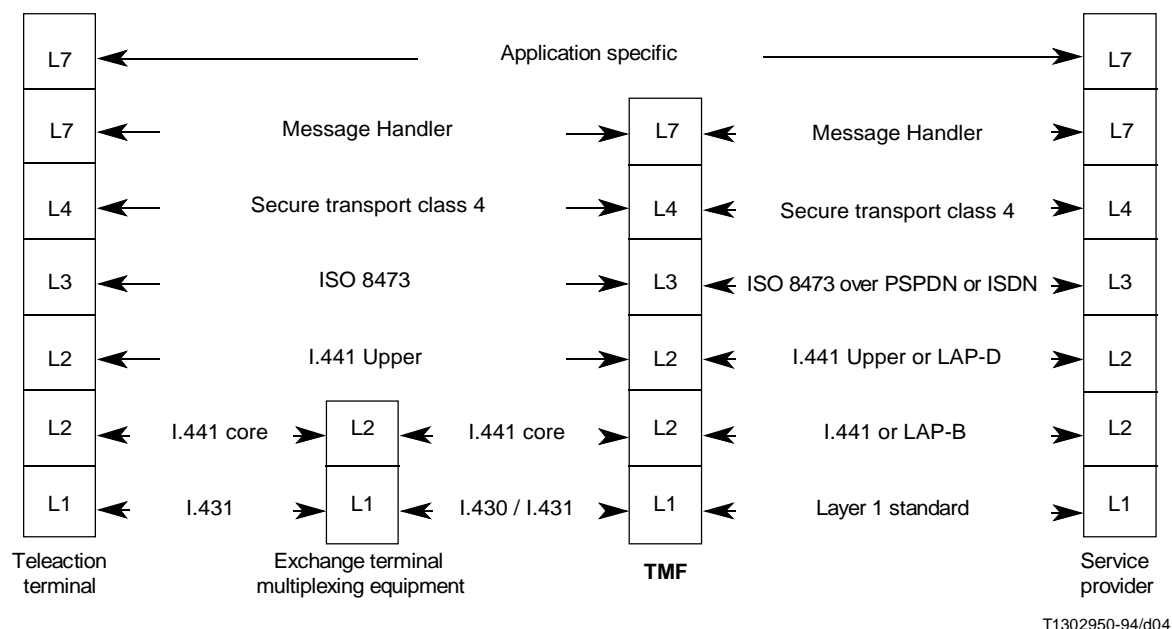 L7 Application specific L7
L7 Message Handler L7 Message Handler L7
L4 Secure transport class 4 L4 Secure transport class 4 L4
L3 ISO 8473 L3 ISO 8473 over PSPDN or ISDN L3
L2 I.441 Upper L2 I.441 Upper or LAP-D L2
L2 I.441 core L2 I.441 core L2 I.441 or LAP-B L2
L1 I.431 L1 I.430 / I.431 L1 Layer 1 standard L1
Teleaction
terminal
Exchange terminal
multiplexing equipment
TMF
Service
provider
T1302950-94/d04